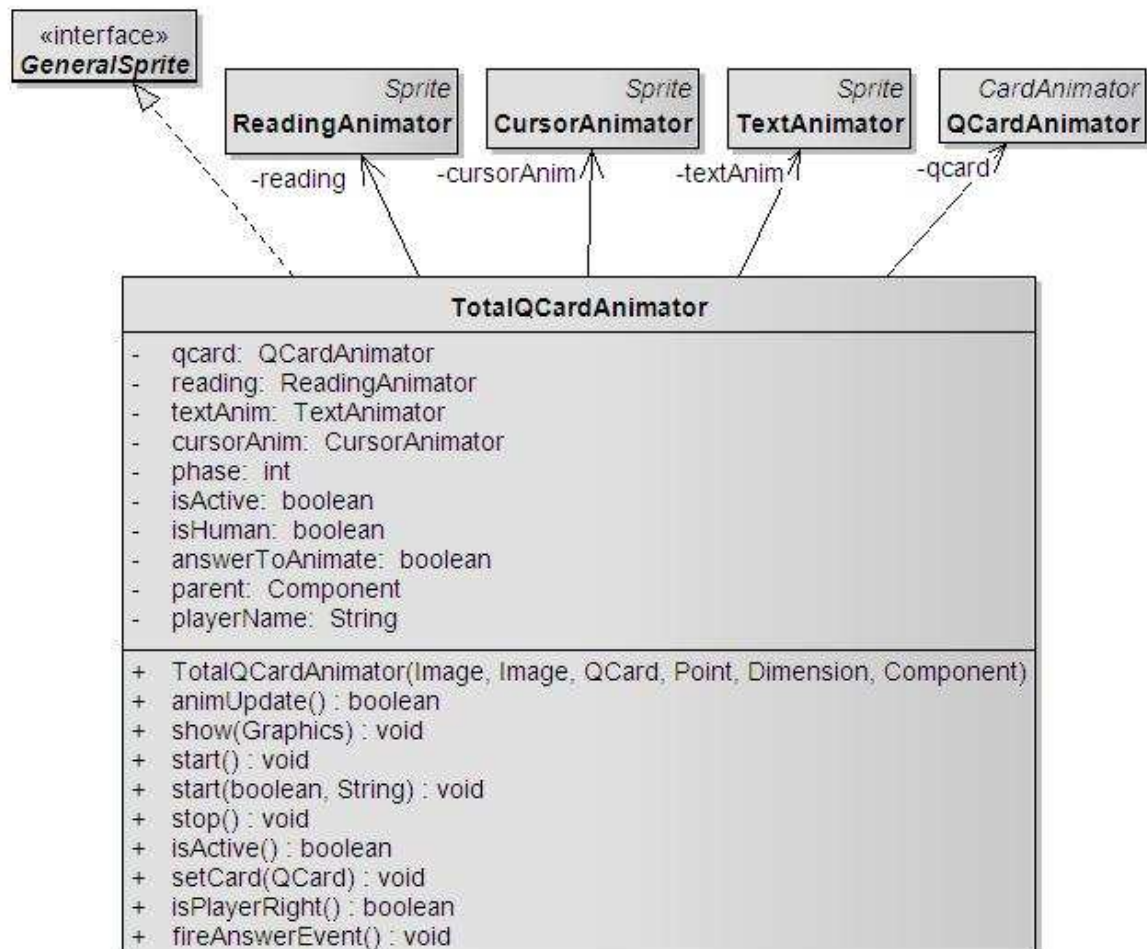 «interface»
GeneralSprite
Sprite
ReadingAnimator
Sprite
CursorAnimator
Sprite
TextAnimator
CardAnimator
QCardAnimator
-reading
-cursorAnim
-textAnim
-qcard
TotalQCardAnimator
- qcard: QCardAnimator
- reading: ReadingAnimator
- textAnim: TextAnimator
- cursorAnim: CursorAnimator
- phase: int
- isActive: boolean
- isHuman: boolean
- answerToAnimate: boolean
- parent: Component
- playerName: String
+ TotalQCardAnimator(Image, Image, QCard, Point, Dimension, Component)
+ animUpdate() : boolean
+ show(Graphics) : void
+ start() : void
+ start(boolean, String) : void
+ stop() : void
+ isActive() : boolean
+ setCard(QCard) : void
+ isPlayerRight() : boolean
+ fireAnswerEvent() : void